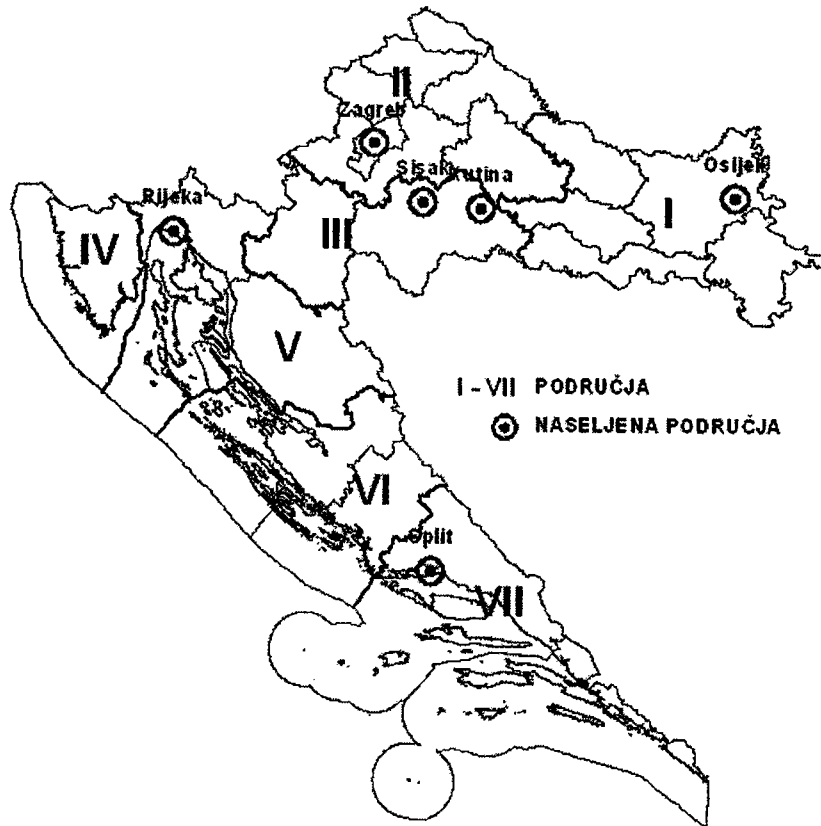 II
Zagreb
Sisak
Kutina
Osijek
Rijeka
I
III
IV
V
I - VII PODRUČJA
NASELJENA PODRUČJA
VI
Split
VII